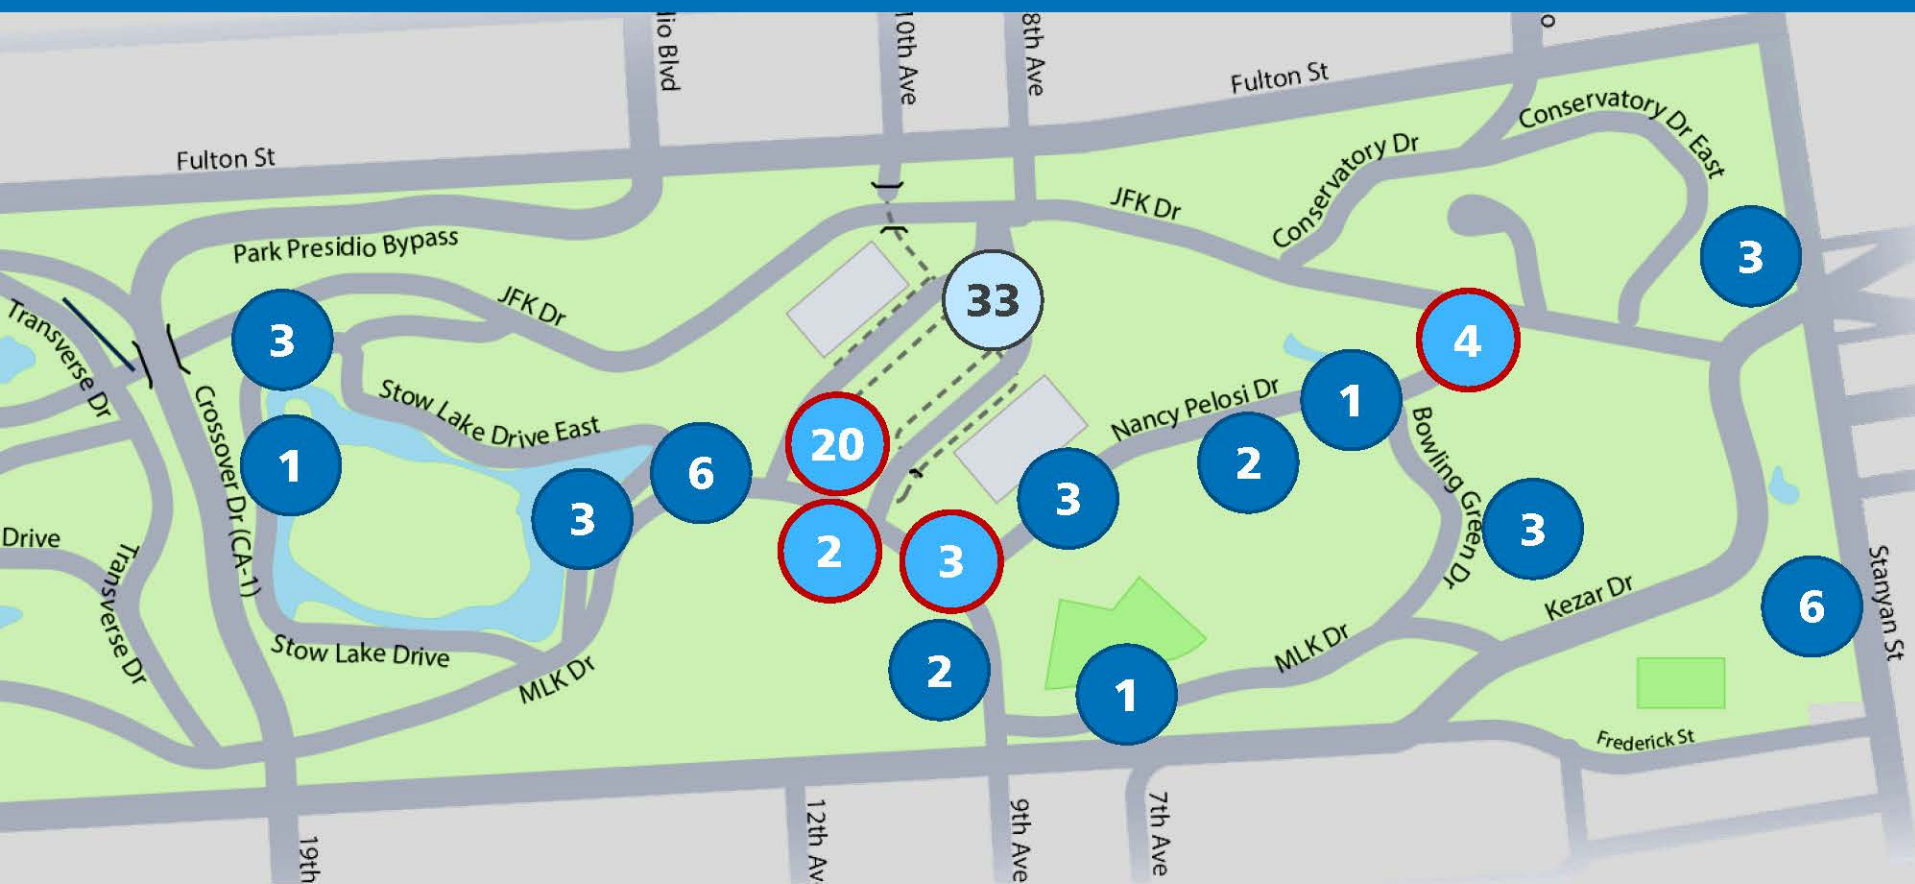 dio Blvd
10th Ave
8th Ave
Fulton St
Conservatory Dr East
Conservatory Dr
Fulton St
JFK Dr
Park Presidio Bypass
3
33
JFK Dr
Transverse Dr
3
4
Stow Lake Drive East
Nancy Pelosi Dr
1
Crossover Dr (CA-1)
20
Bowling Green Dr
1
6
2
3
3
3
Drive
2
3
Transverse Dr
Kezar Dr
6
Stanyan St
Stow Lake Drive
MLK Dr
MLK Dr
2
1
Frederick St
19th
12th Av
9th Ave
7th Ave